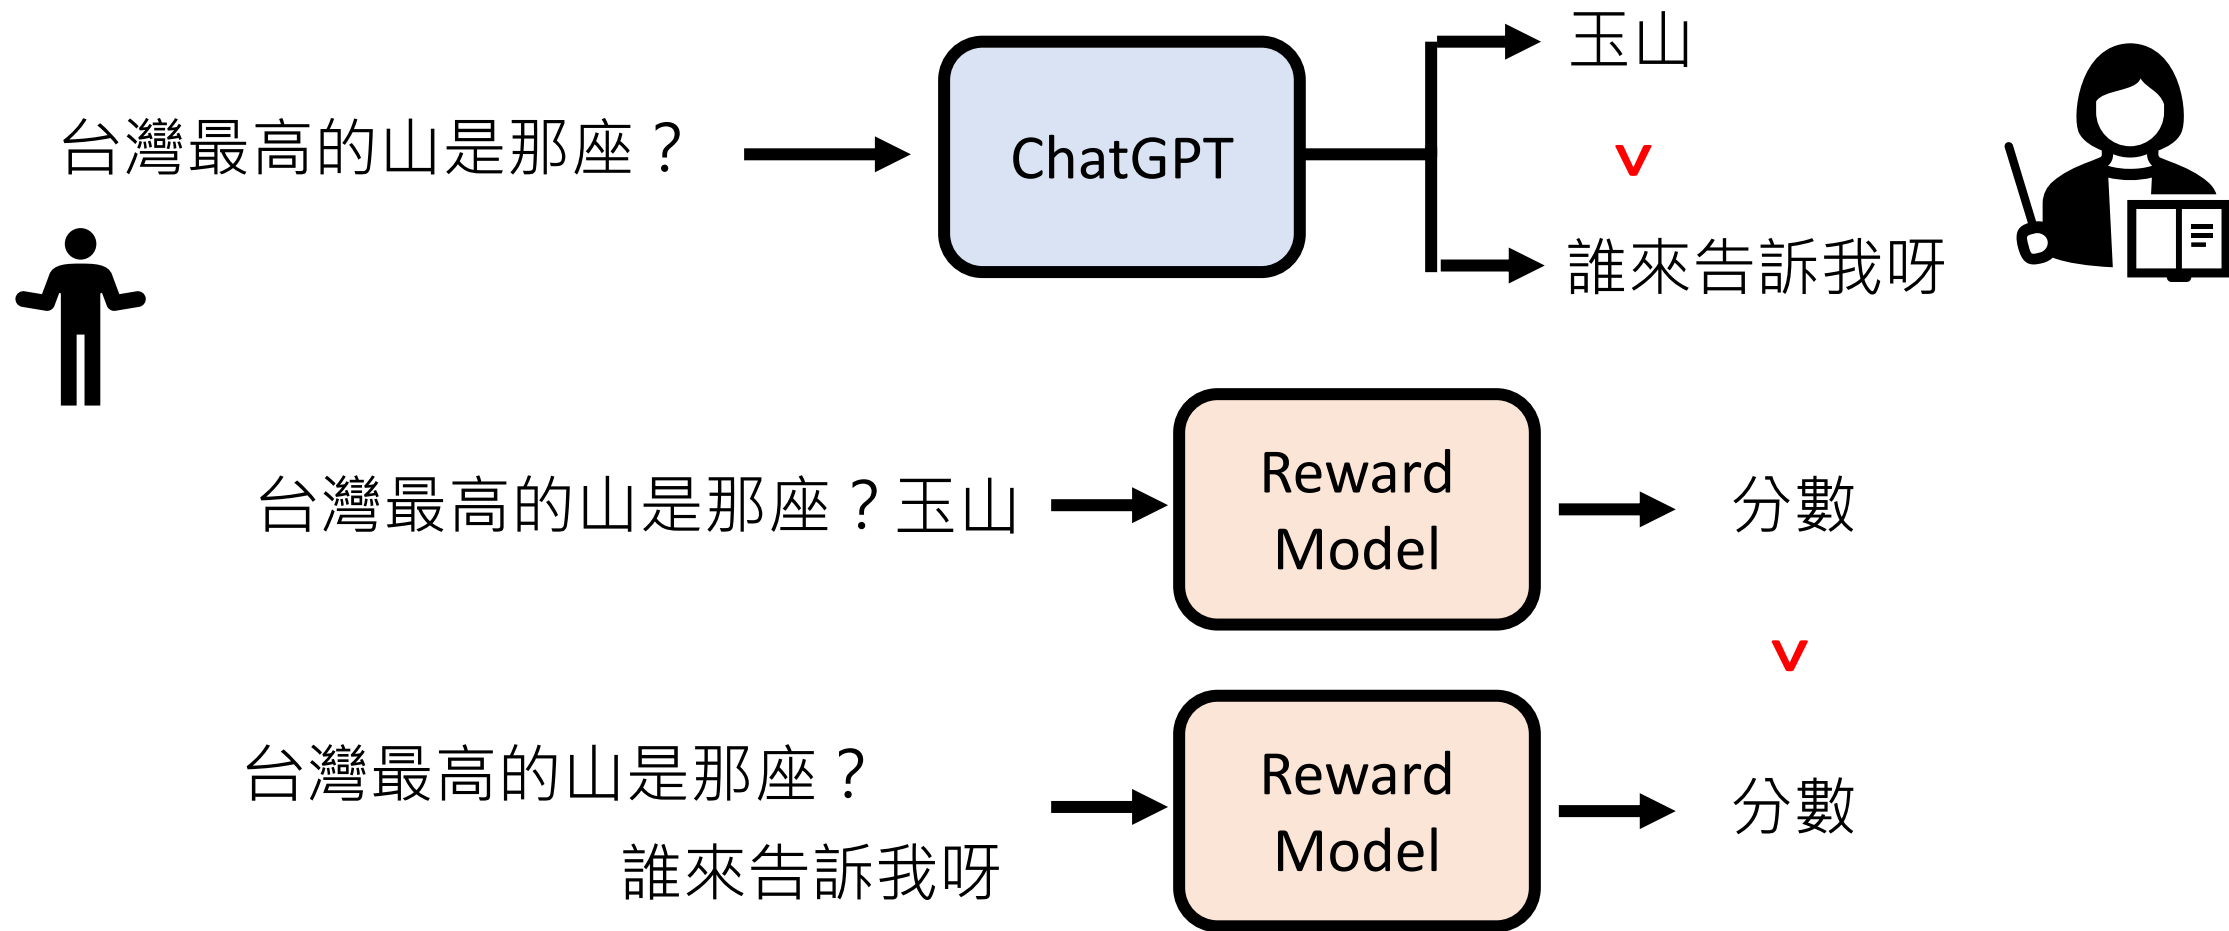 台灣最高的山是那座？
ChatGPT
玉山
>
誰來告訴我呀
台灣最高的山是那座？玉山
Reward
Model
分數
>
台灣最高的山是那座？
誰來告訴我呀
Reward
Model
分數